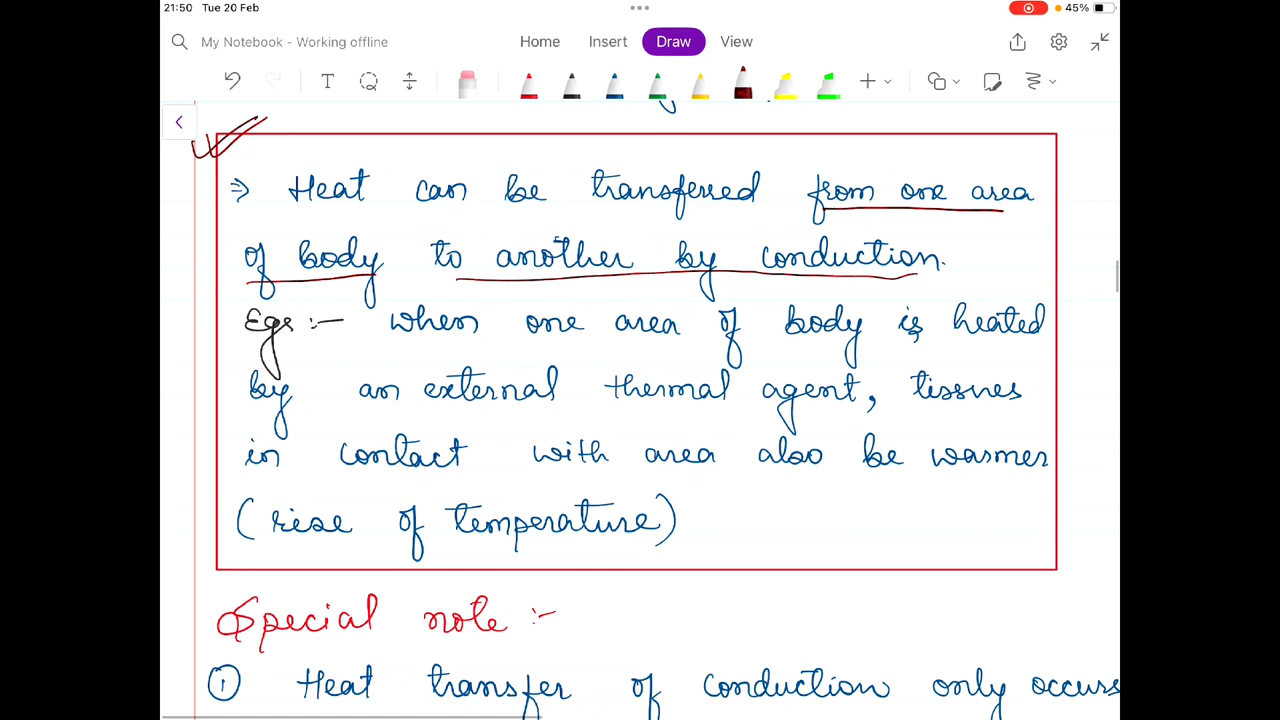 21:50 Tue 20 Feb
45%
My Notebook - Working offline
Home Insert Draw View
⇒ Heat can be transferred from one area
of body to another by conduction.
Egs :- when one area of body is heated
by an external thermal agent, tissues
in contact with area also be warmer
(rise of temperature)
Special note :-
① Heat transfer of conduction only occurs